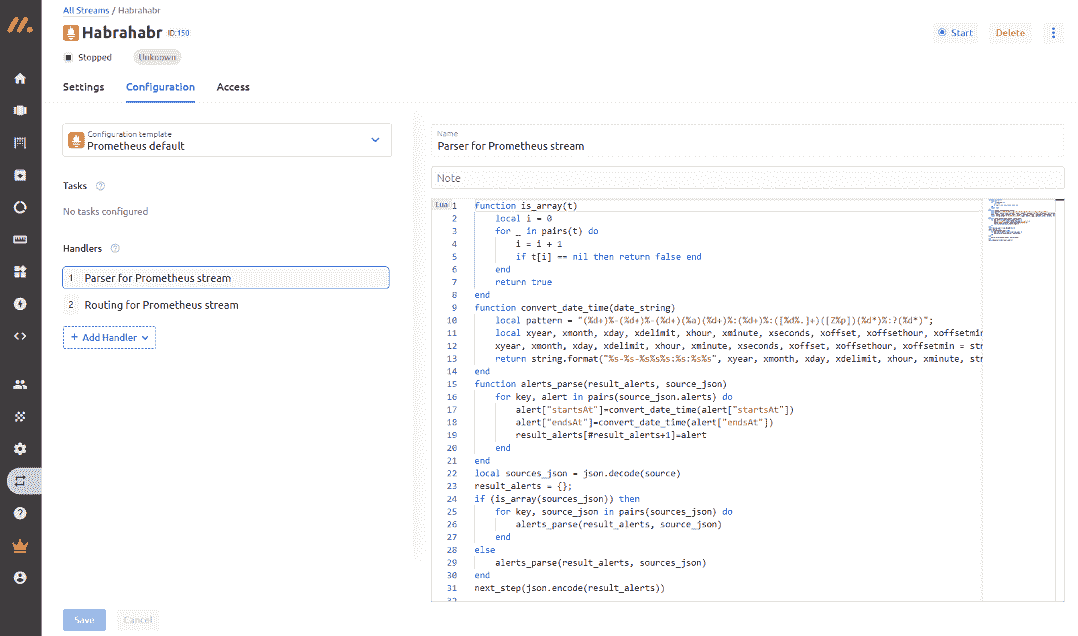 All Streams / Habrahabr
Habrahabr ID:150
Start
Delete
Stopped
Unknown
Settings
Configuration
Access
Configuration template
Prometheus default
Tasks
No tasks configured
Handlers
1 Parser for Prometheus stream
2 Routing for Prometheus stream
+ Add Handler
Save
Cancel
Name
Parser for Prometheus stream
Note
Lua
1 function is_array(t)
2 local i = 0
3 for _ in pairs(t) do
4 i = i + 1
5 if t[i] == nil then return false end
6 end
7 return true
8 end
9 function convert_date_time(date_string)
10 local pattern = "(%d+)%-(%d+)%-(%d+)(%a)(%d+)%:(%d+)%:([%d%.]+)([Z%p])(%d*)%:?(%d*)";
11 local xyear, xmonth, xday, xdelimit, xhour, xminute, xseconds, xoffset, xoffsethour, xoffsetmin
12 xyear, xmonth, xday, xdelimit, xhour, xminute, xseconds, xoffset, xoffsethour, xoffsetmin = str
13 return string.format("%s-%s-%s%s%s:%s:%s%s", xyear, xmonth, xday, xdelimit, xhour, xminute, str
14 end
15 function alerts_parse(result_alerts, source_json)
16 for key, alert in pairs(source_json.alerts) do
17 alert["startsAt"]=convert_date_time(alert["startsAt"])
18 alert["endsAt"]=convert_date_time(alert["endsAt"])
19 result_alerts[#result_alerts+1]=alert
20 end
21 end
22 local sources_json = json.decode(source)
23 result_alerts = {};
24 if (is_array(sources_json)) then
25 for key, source_json in pairs(sources_json) do
26 alerts_parse(result_alerts, source_json)
27 end
28 else
29 alerts_parse(result_alerts, sources_json)
30 end
31 next_step(json.encode(result_alerts))